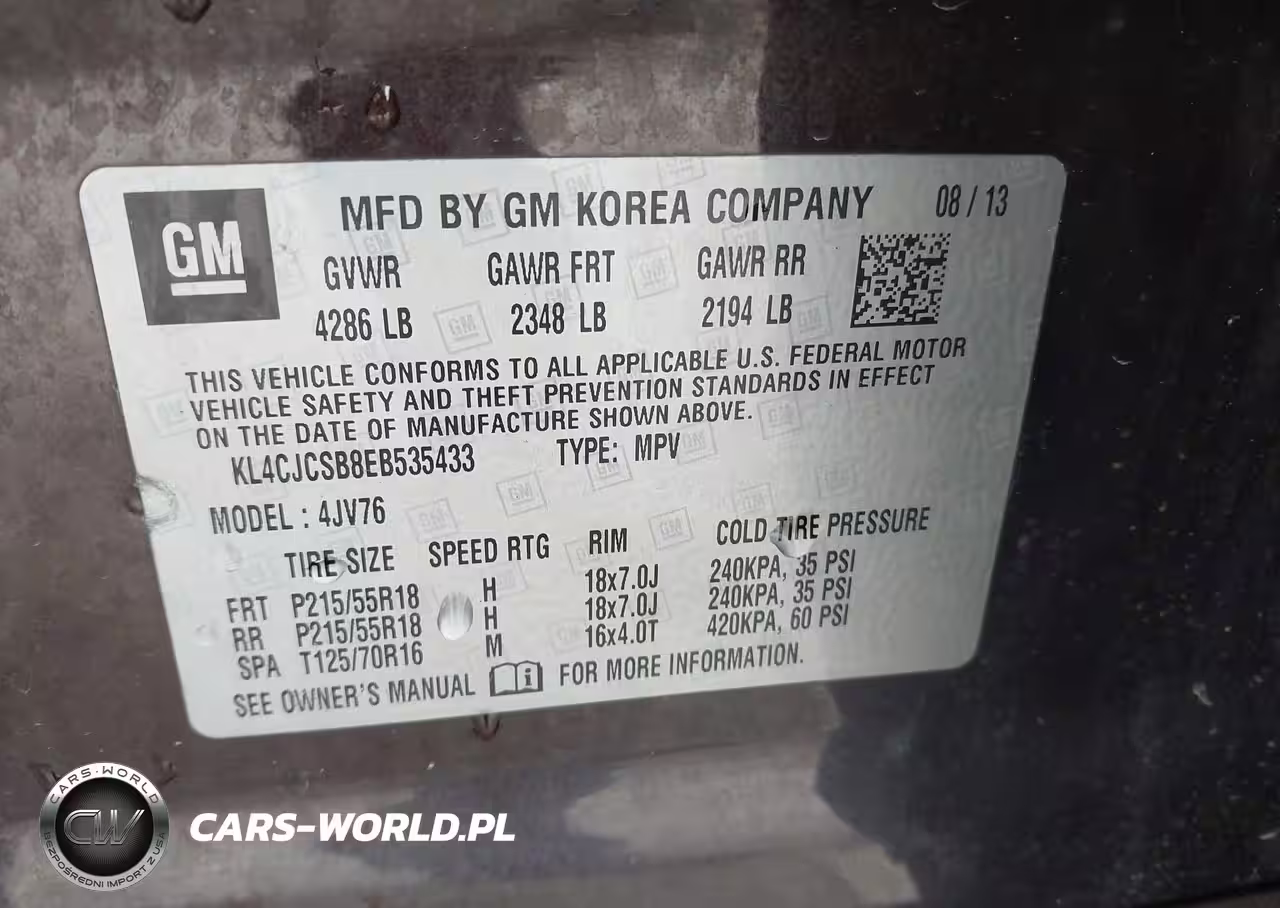 GM
MFD BY GM KOREA COMPANY 08 / 13
GVWR GAWR FRT GAWR RR
4286 LB 2348 LB 2194 LB
THIS VEHICLE CONFORMS TO ALL APPLICABLE U.S. FEDERAL MOTOR
VEHICLE SAFETY AND THEFT PREVENTION STANDARDS IN EFFECT
ON THE DATE OF MANUFACTURE SHOWN ABOVE.
KL4CJCSB8EB535433 TYPE: MPV
MODEL : 4JV76
TIRE SIZE SPEED RTG RIM COLD TIRE PRESSURE
FRT P215/55R18 H 18x7.0J 240KPA, 35 PSI
RR P215/55R18 H 18x7.0J 240KPA, 35 PSI
SPA T125/70R16 M 16x4.0T 420KPA, 60 PSI
SEE OWNER'S MANUAL FOR MORE INFORMATION.
CARS-WORLD
CW
BEZPOŚREDNI IMPORT Z USA
CARS-WORLD.PL